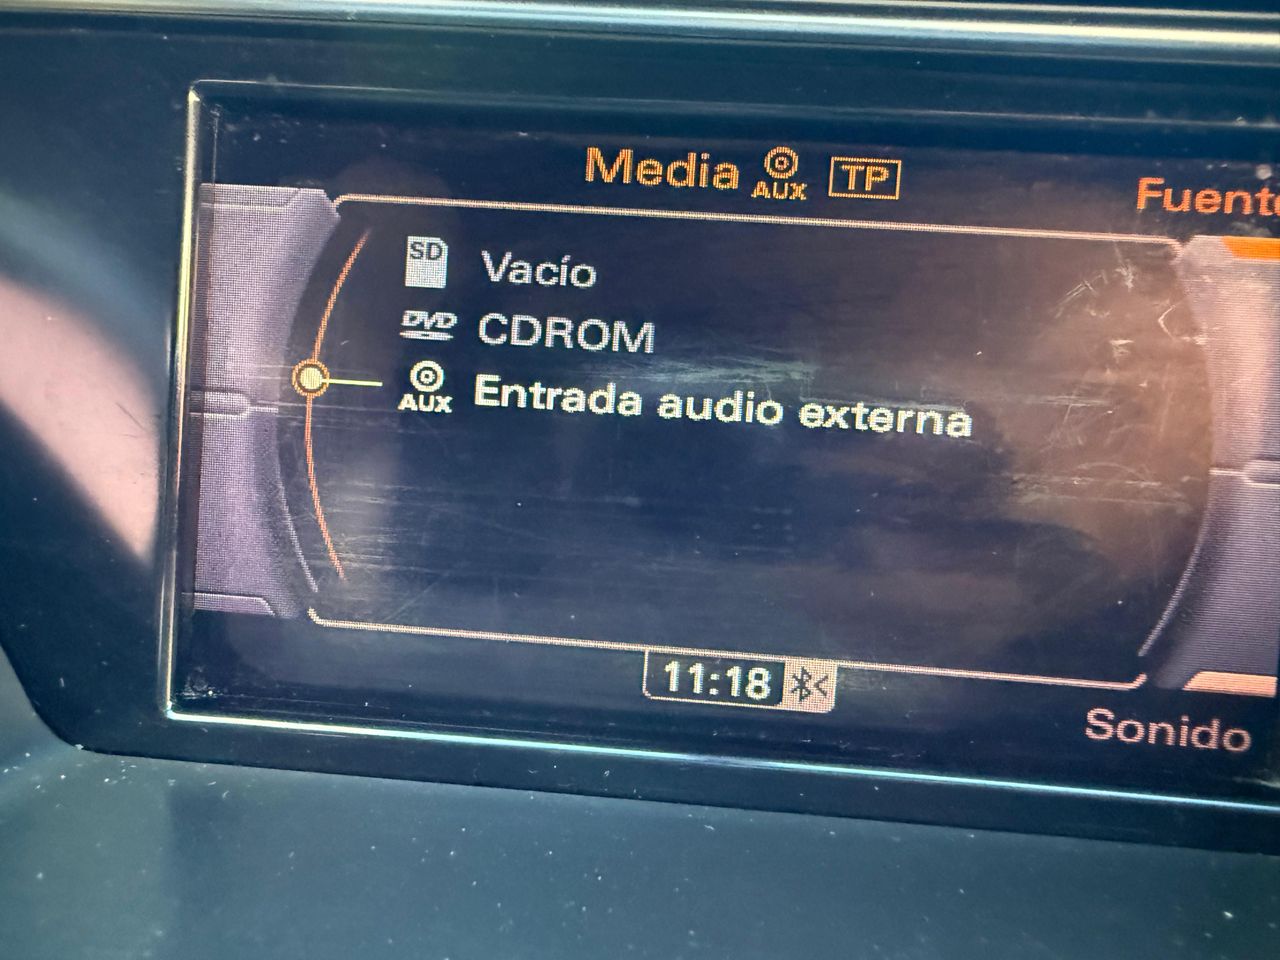 Media AUX TP
Fuente
SD Vacío
DVD CDROM
AUX Entrada audio externa
11:18
Sonido